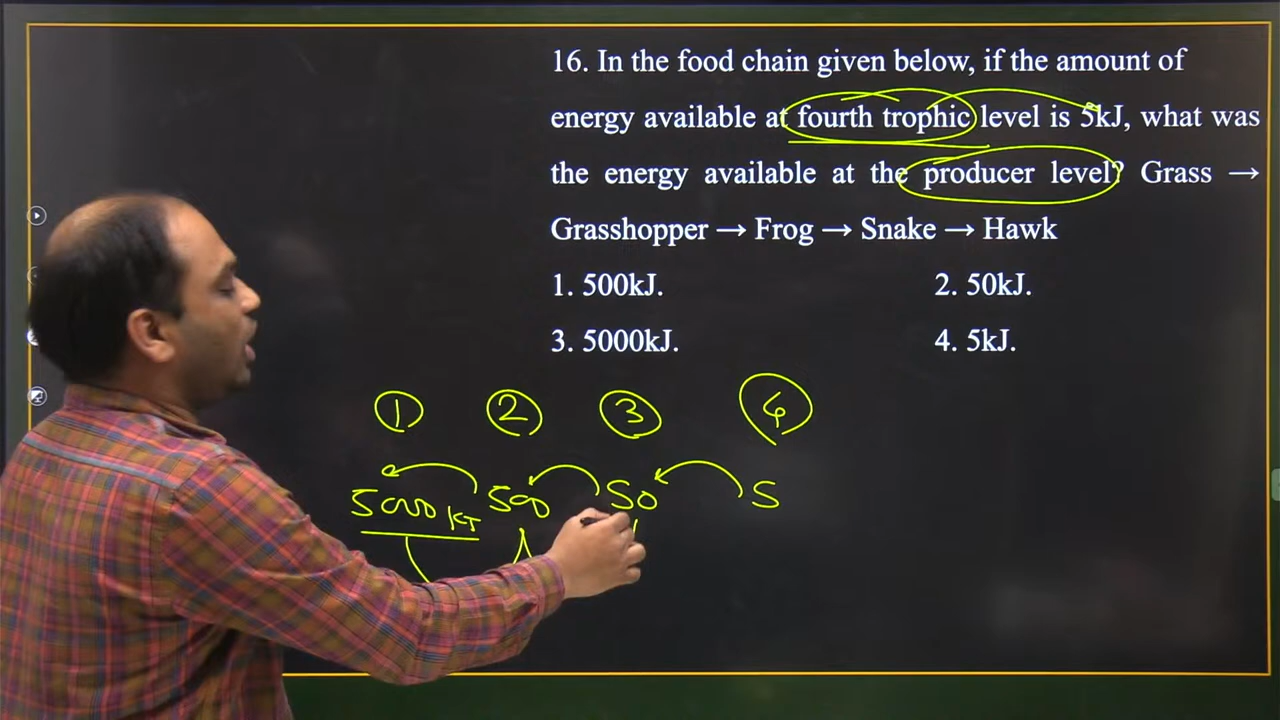 16. In the food chain given below, if the amount of
energy available at fourth trophic level is 5kJ, what was
the energy available at the producer level? Grass →
Grasshopper → Frog → Snake → Hawk
1. 500kJ. 2. 50kJ.
3. 5000kJ. 4. 5kJ.
1 2 3 4
5000 KJ 500 50 5